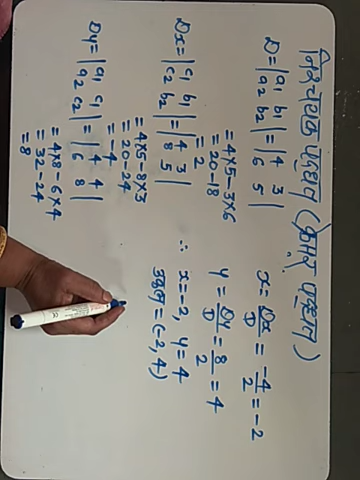 निश्चयक पद्धत (क्रामर पद्धत)
D = |a₁ b₁ a₂ b₂| = |4 3 6 5|
= 4×5-3×6
= 20-18
= 2
Dx = |c₁ b₁ c₂ b₂| = |4 3 8 5|
= 4×5-8×3
= 20-24
= -4
Dy = |a₁ c₁ a₂ c₂| = |4 4 6 8|
= 4×8-6×4
= 32-24
= 8
x = Dx/D = -4/2 = -2
y = Dy/D = 8/2 = 4
∴ x=-2, y=4
उकल = (-2,4)